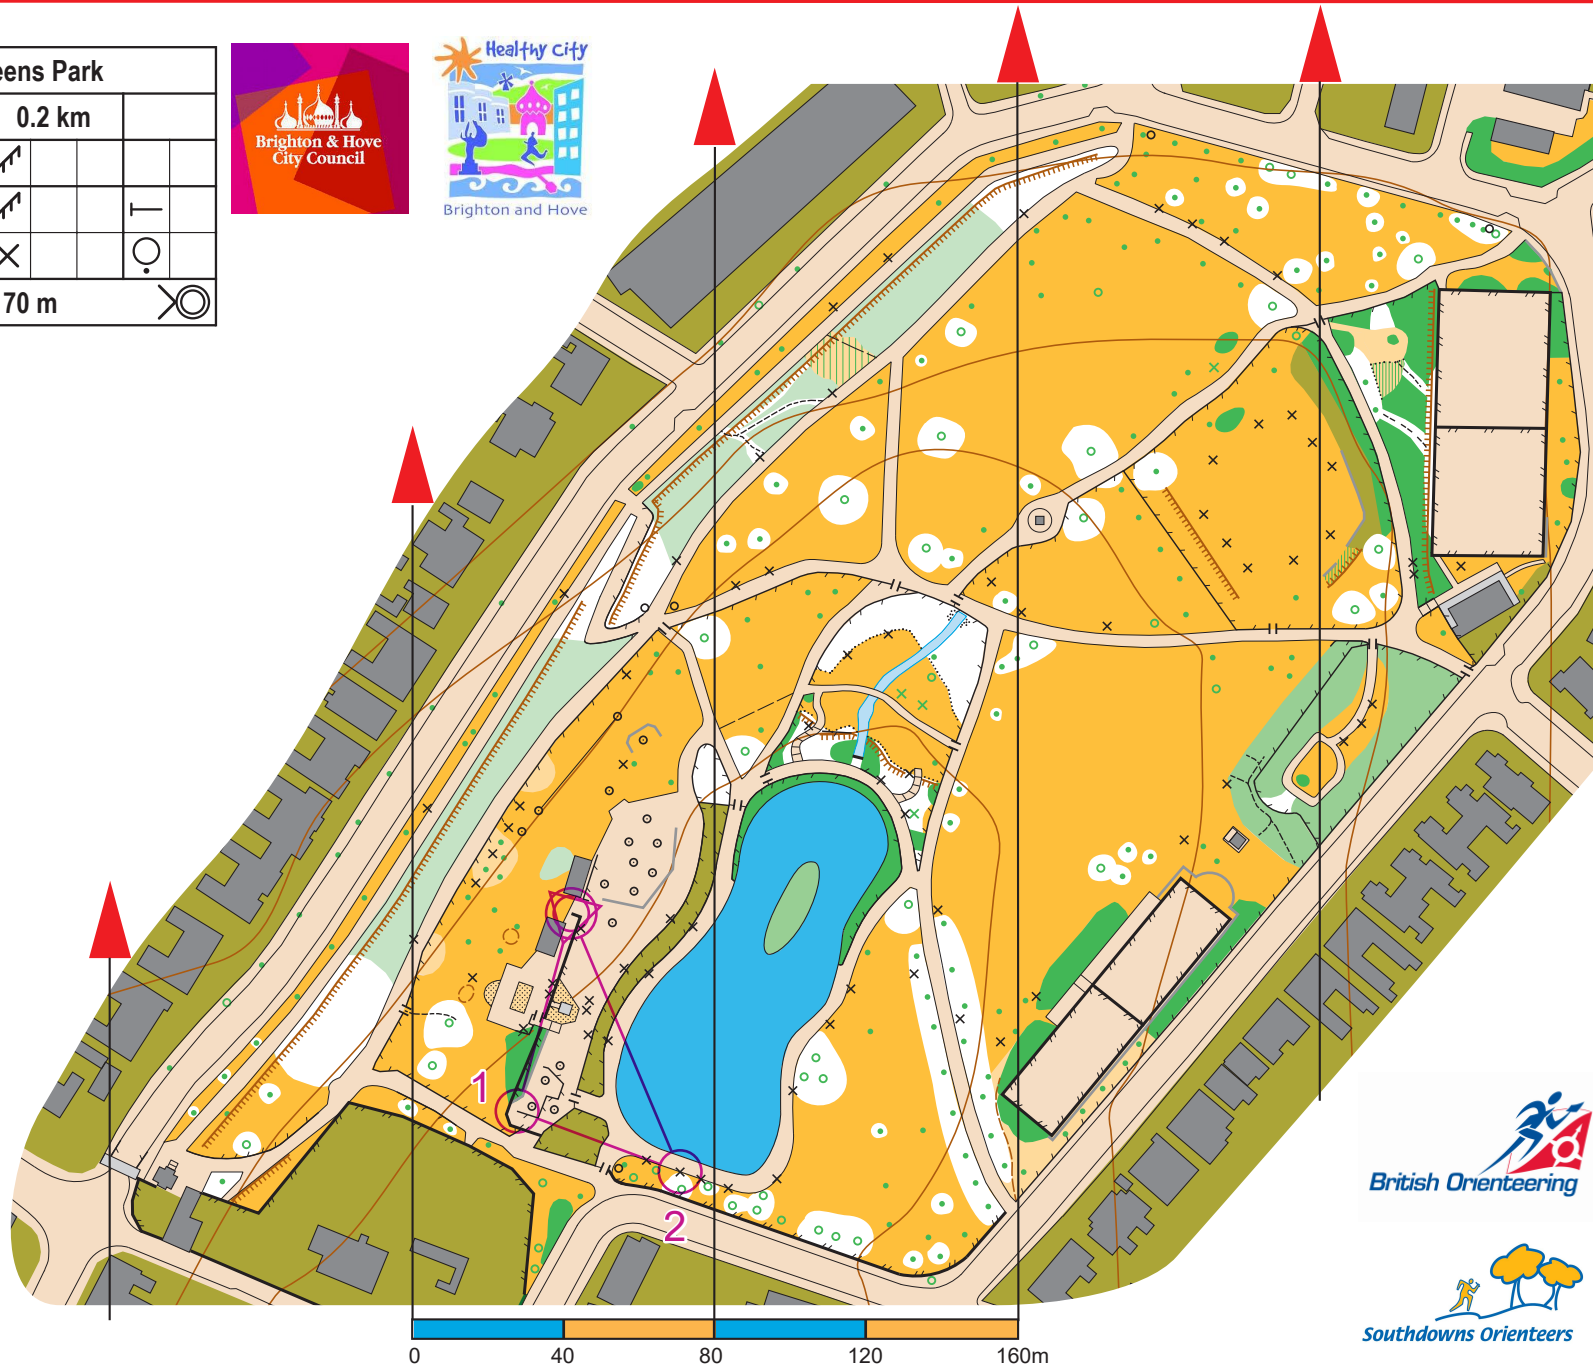 eens Park
0.2 km
70 m
Brighton & Hove
City Council
Healthy City
Brighton and Hove
1
2
British Orienteering
Southdowns Orienteers
0 40 80 120 160m